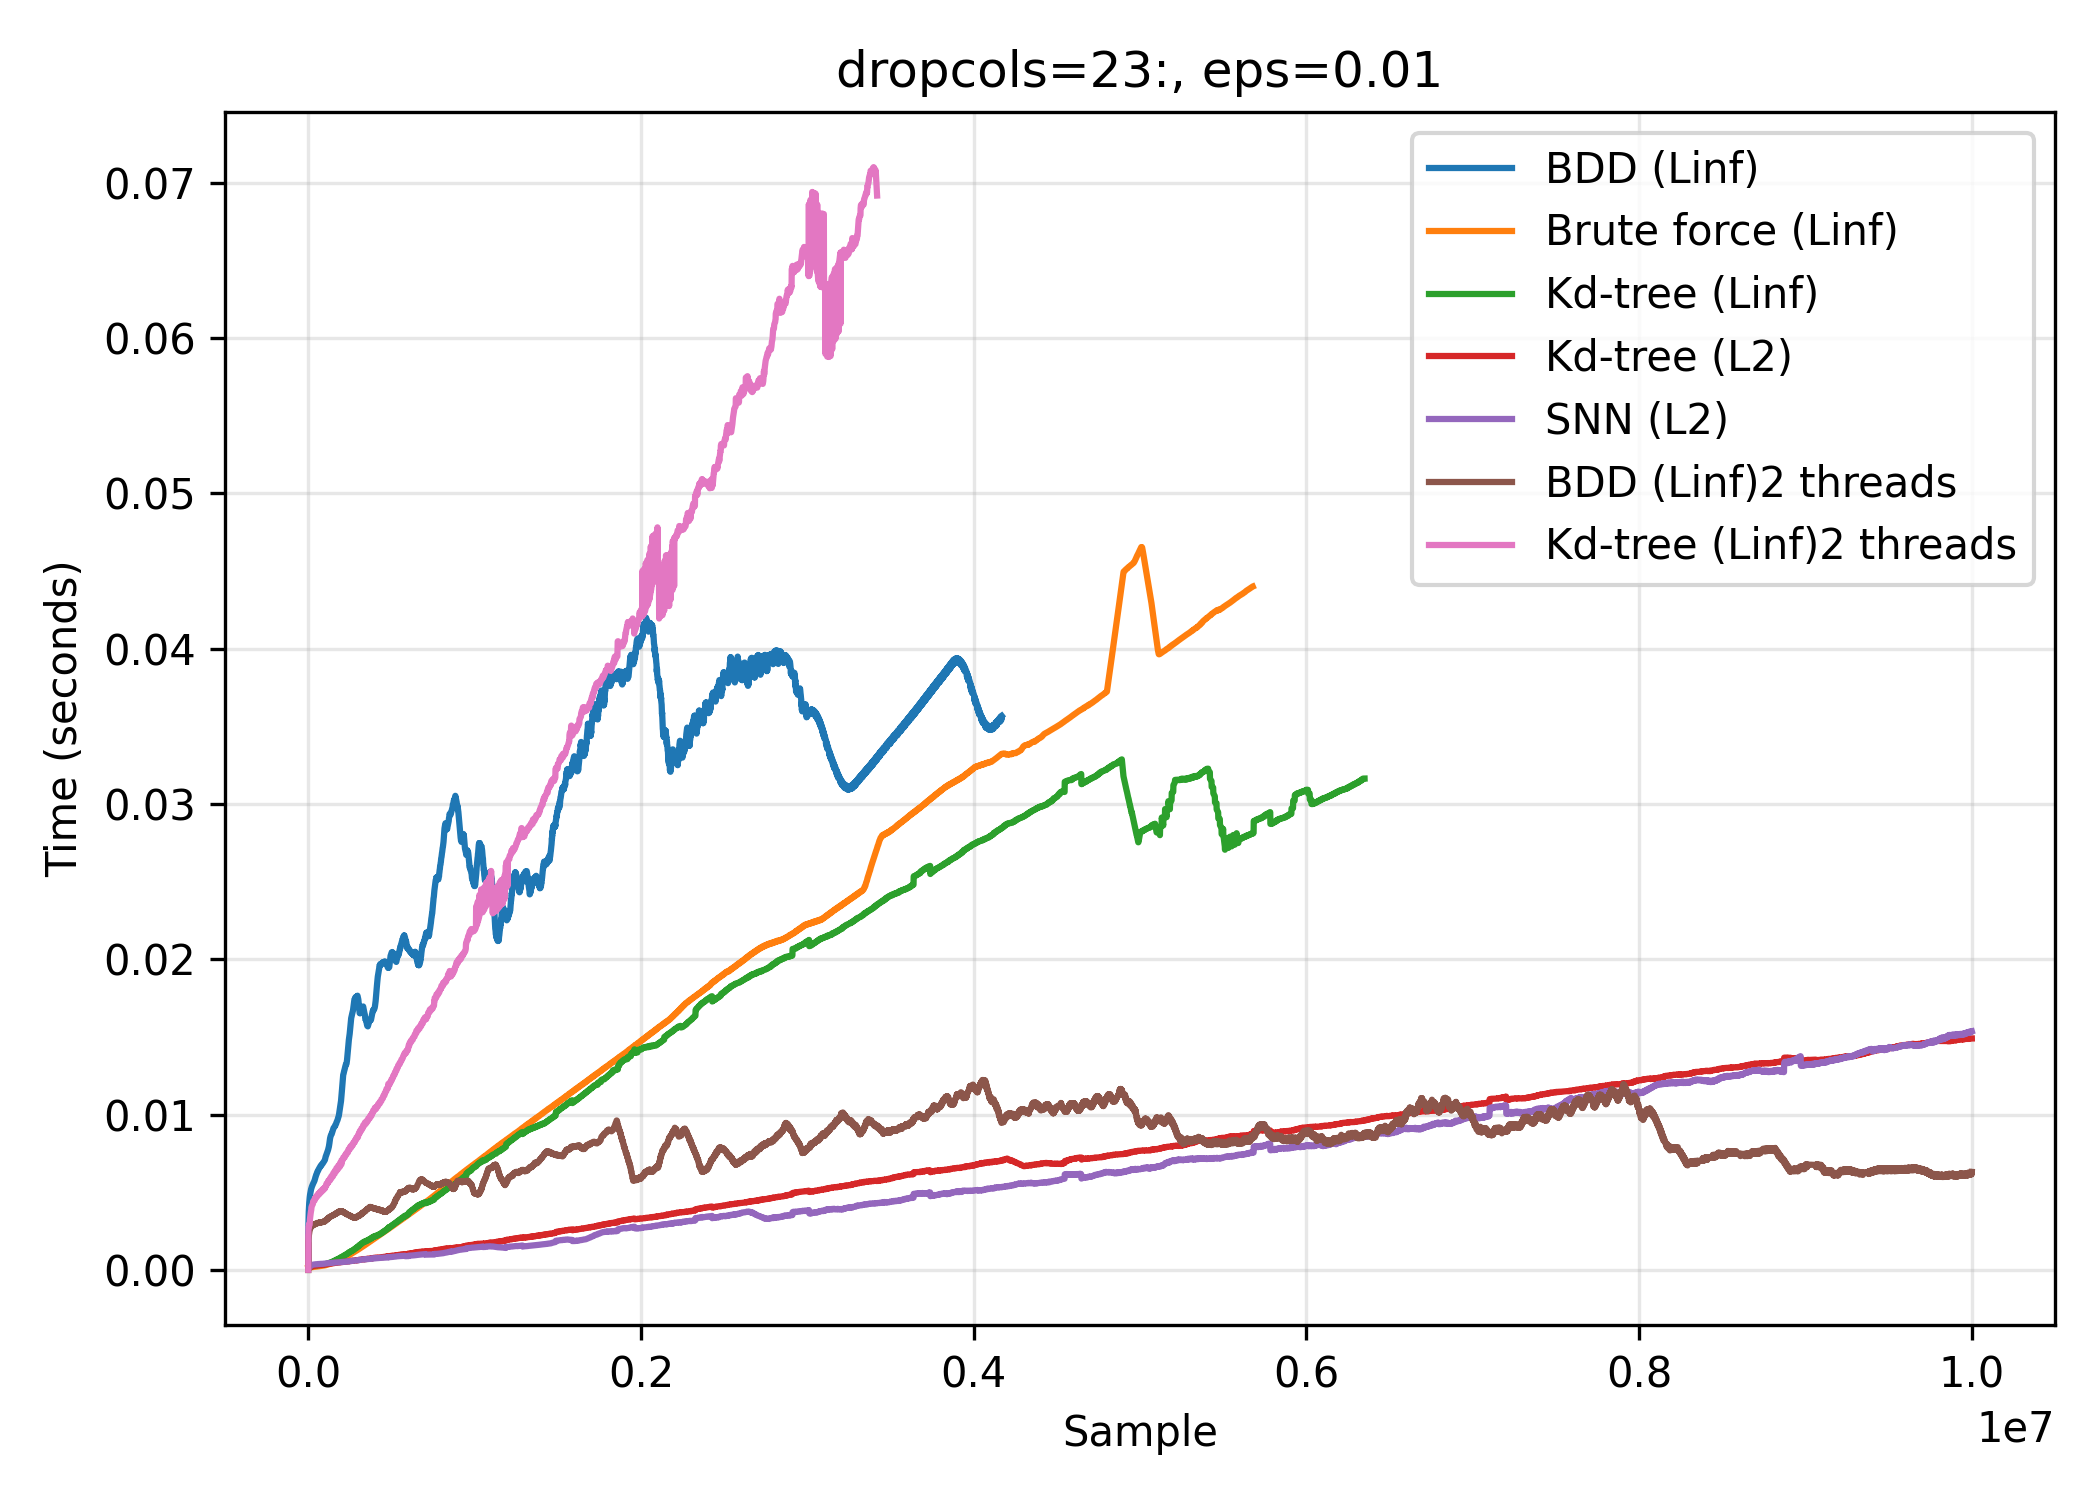 dropcols=23:, eps=0.01
BDD (Linf)
Brute force (Linf)
Kd-tree (Linf)
Kd-tree (L2)
SNN (L2)
BDD (Linf)2 threads
Kd-tree (Linf)2 threads
Time (seconds)
0.07
0.06
0.05
0.04
0.03
0.02
0.01
0.00
0.0 0.2 0.4 0.6 0.8 1.0
1e7
Sample